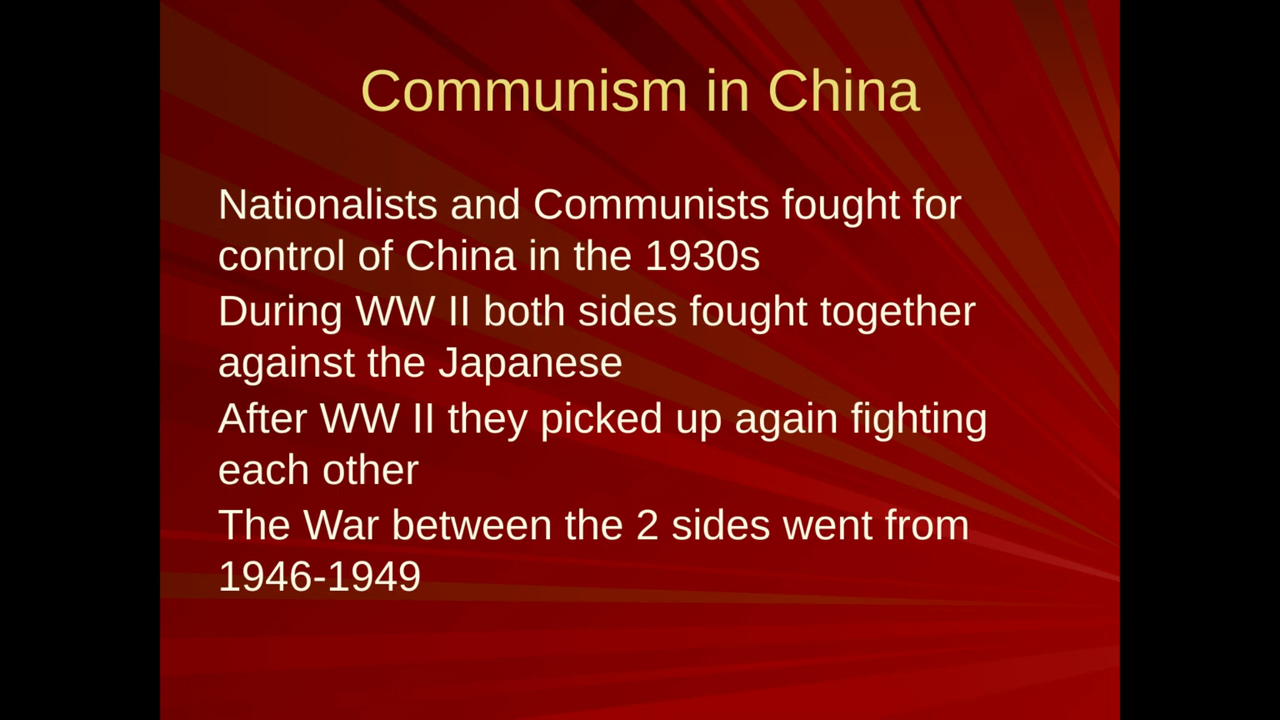 Communism in China
Nationalists and Communists fought for
control of China in the 1930s
During WW II both sides fought together
against the Japanese
After WW II they picked up again fighting
each other
The War between the 2 sides went from
1946-1949